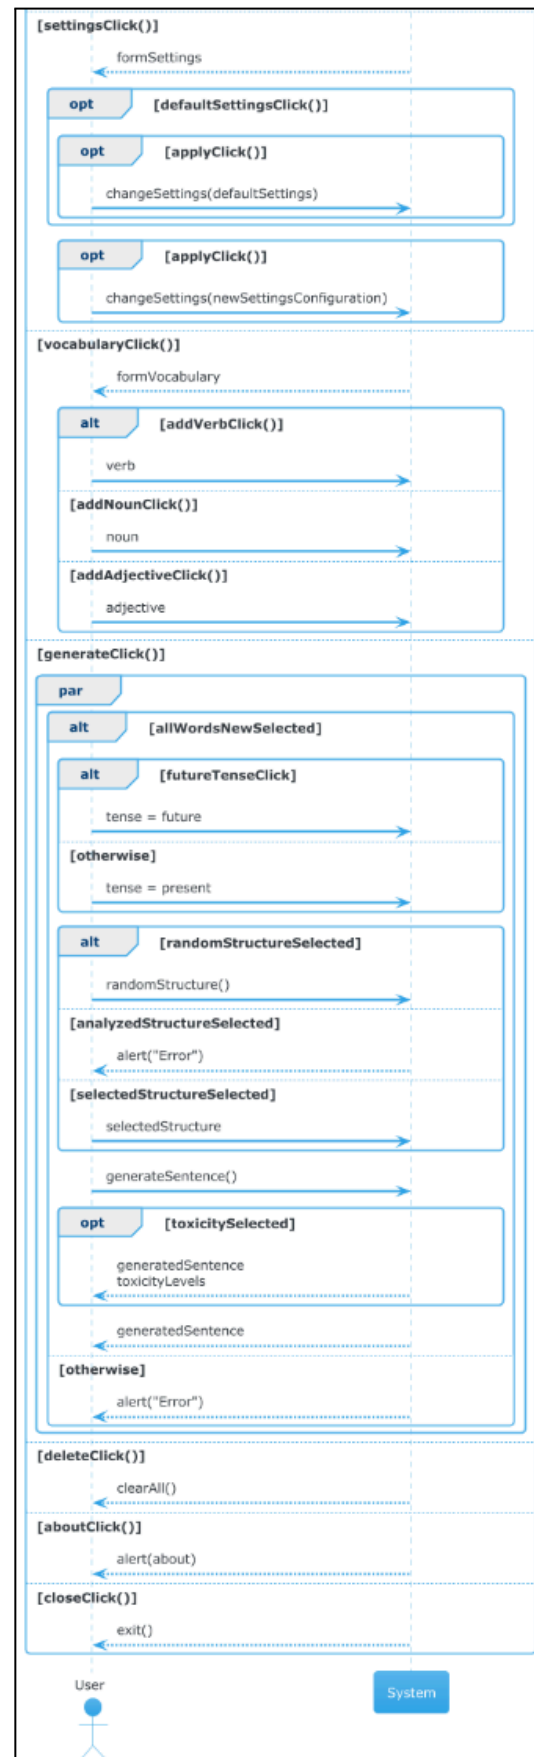 [settingsClick()]
formSettings
opt [defaultSettingsClick()]
opt [applyClick()]
changeSettings(defaultSettings)
opt [applyClick()]
changeSettings(newSettingsConfiguration)
[vocabularyClick()]
formVocabulary
alt [addVerbClick()]
verb
[addNounClick()]
noun
[addAdjectiveClick()]
adjective
[generateClick()]
par
alt [allWordsNewSelected]
alt [futureTenseClick]
tense = future
[otherwise]
tense = present
alt [randomStructureSelected]
randomStructure()
[analyzedStructureSelected]
alert("Error")
[selectedStructureSelected]
selectedStructure
generateSentence()
opt [toxicitySelected]
generatedSentence
toxicityLevels
generatedSentence
[otherwise]
alert("Error")
[deleteClick()]
clearAll()
[aboutClick()]
alert(about)
[closeClick()]
exit()
User
System